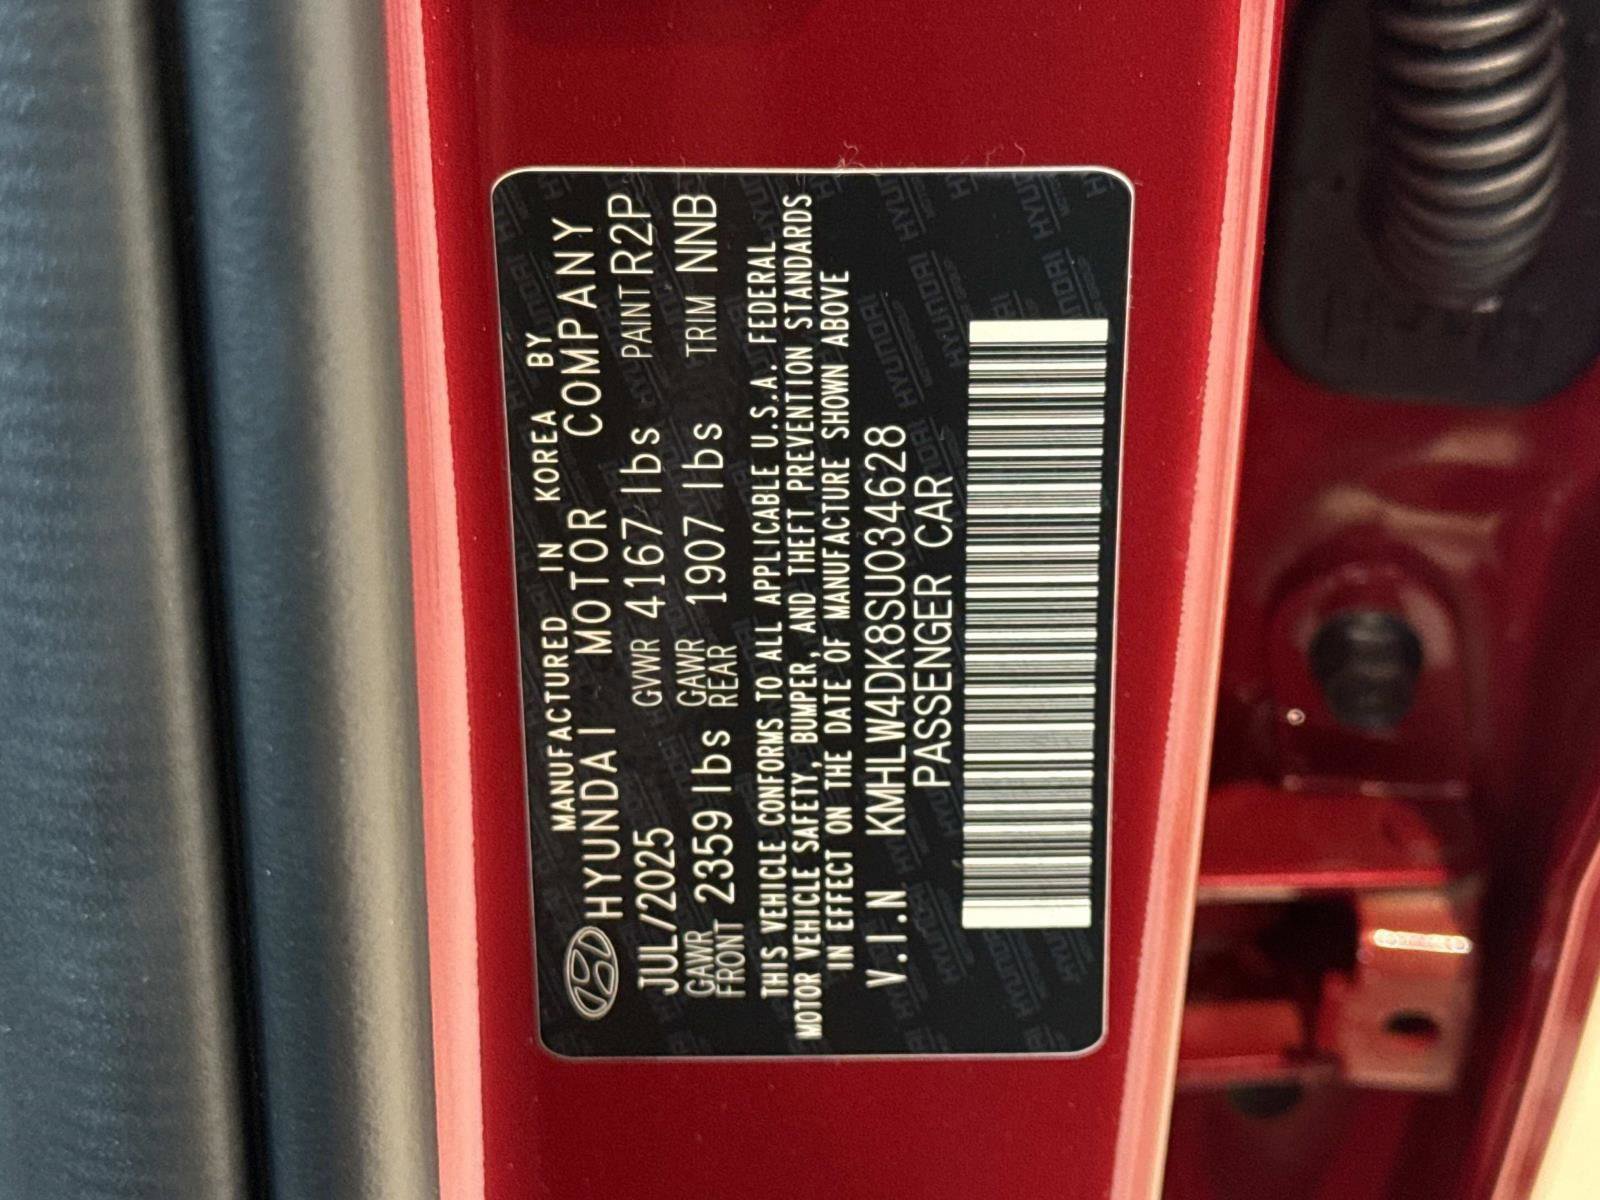 MANUFACTURED IN KOREA BY
HYUNDAI MOTOR COMPANY
JUL/2025 GVWR 4167 lbs PAINT R2P
GAWR FRONT 2359 lbs GAWR REAR 1907 lbs TRIM NNB
THIS VEHICLE CONFORMS TO ALL APPLICABLE U.S.A. FEDERAL
MOTOR VEHICLE SAFETY, BUMPER, AND THEFT PREVENTION STANDARDS
IN EFFECT ON THE DATE OF MANUFACTURE SHOWN ABOVE
V.I.N KMHLW4DK8SU034628
PASSENGER CAR